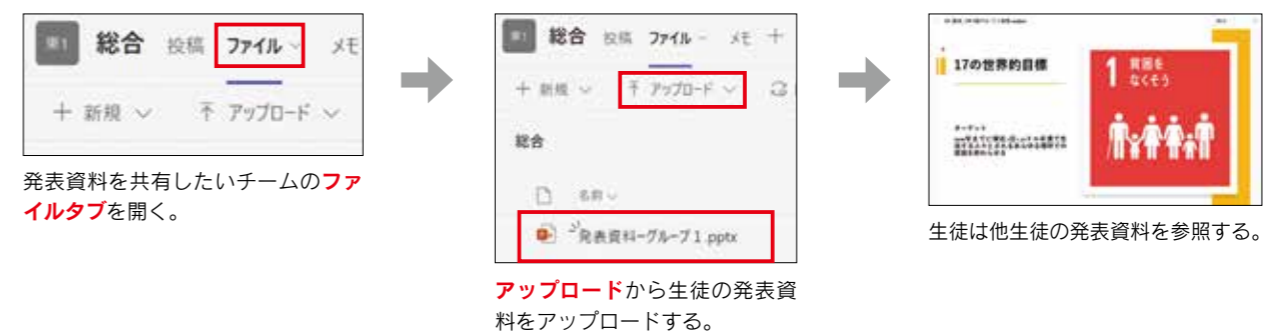 総合 投稿 ファイル メモ
＋ 新規 アップロード
発表資料を共有したいチームのファ
イルタブを開く。
総合 投稿 ファイル メモ ＋
＋ 新規 アップロード
総合
名前
発表資料-グループ1.pptx
アップロードから生徒の発表資
料をアップロードする。
17の世界的目標
ターゲット
1 貧困を
なくそう
生徒は他生徒の発表資料を参照する。